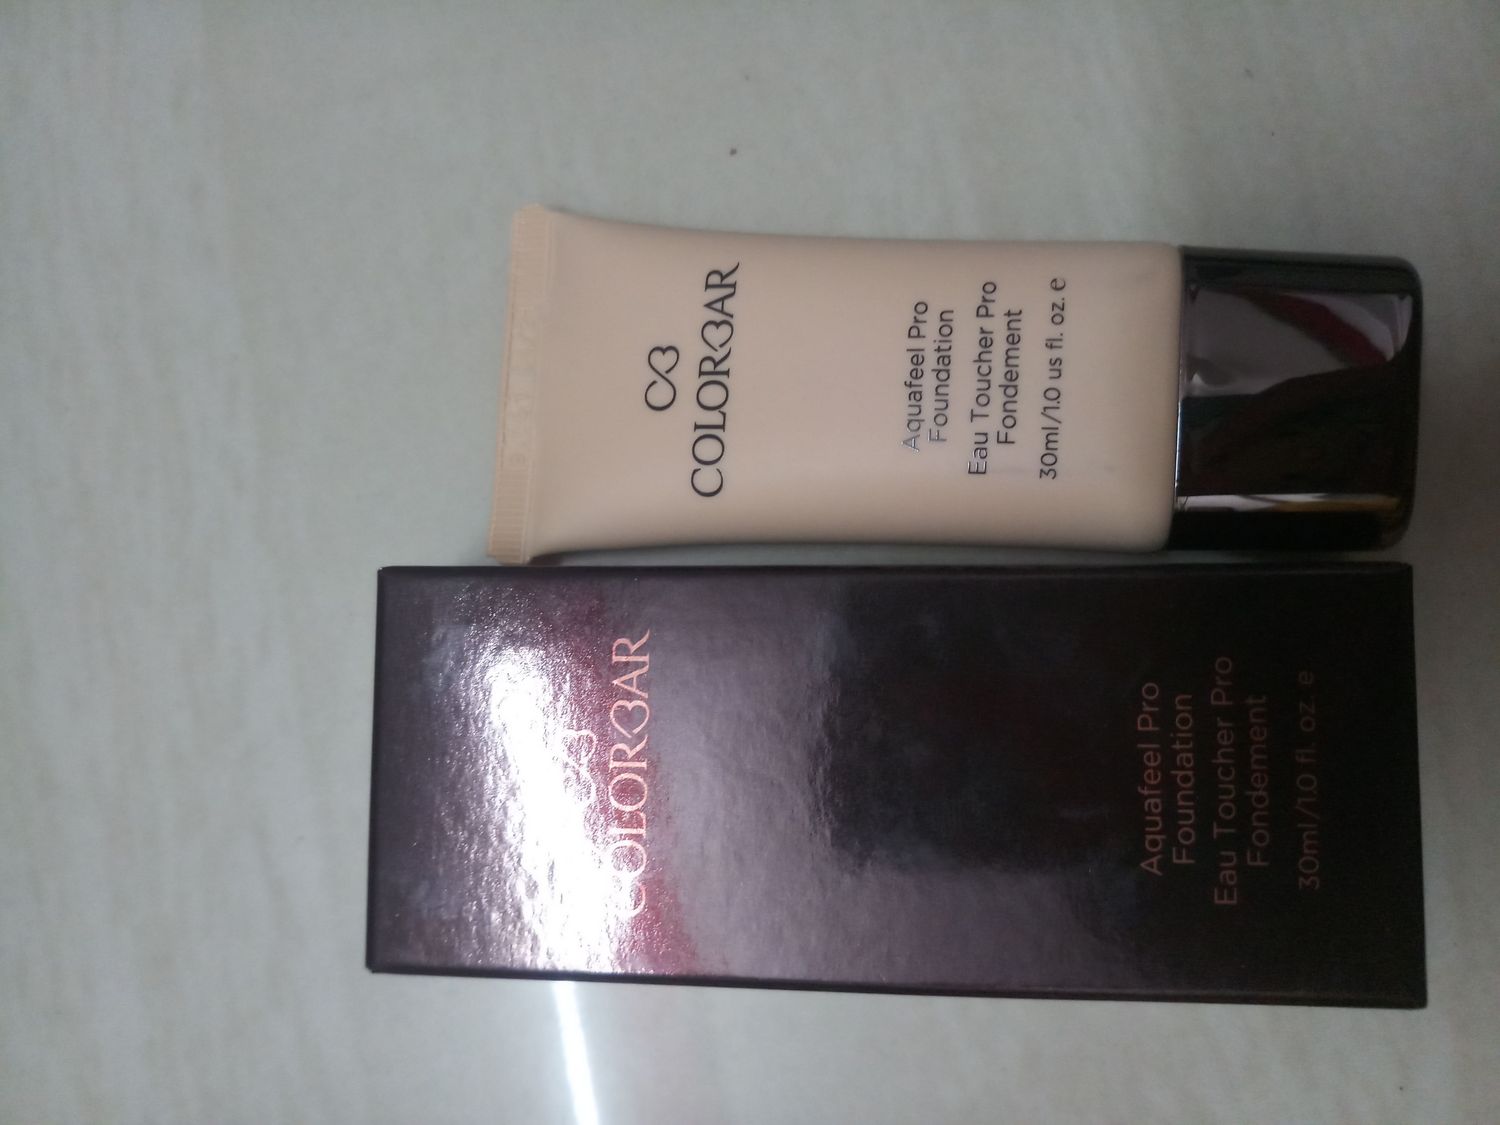 COLORBAR
Aquafeel Pro
Foundation
Eau Toucher Pro
Fondement
30ml/1.0 us fl. oz. e
COLORBAR
Aquafeel Pro
Foundation
Eau Toucher Pro
Fondement
30ml/1.0 fl. oz. e